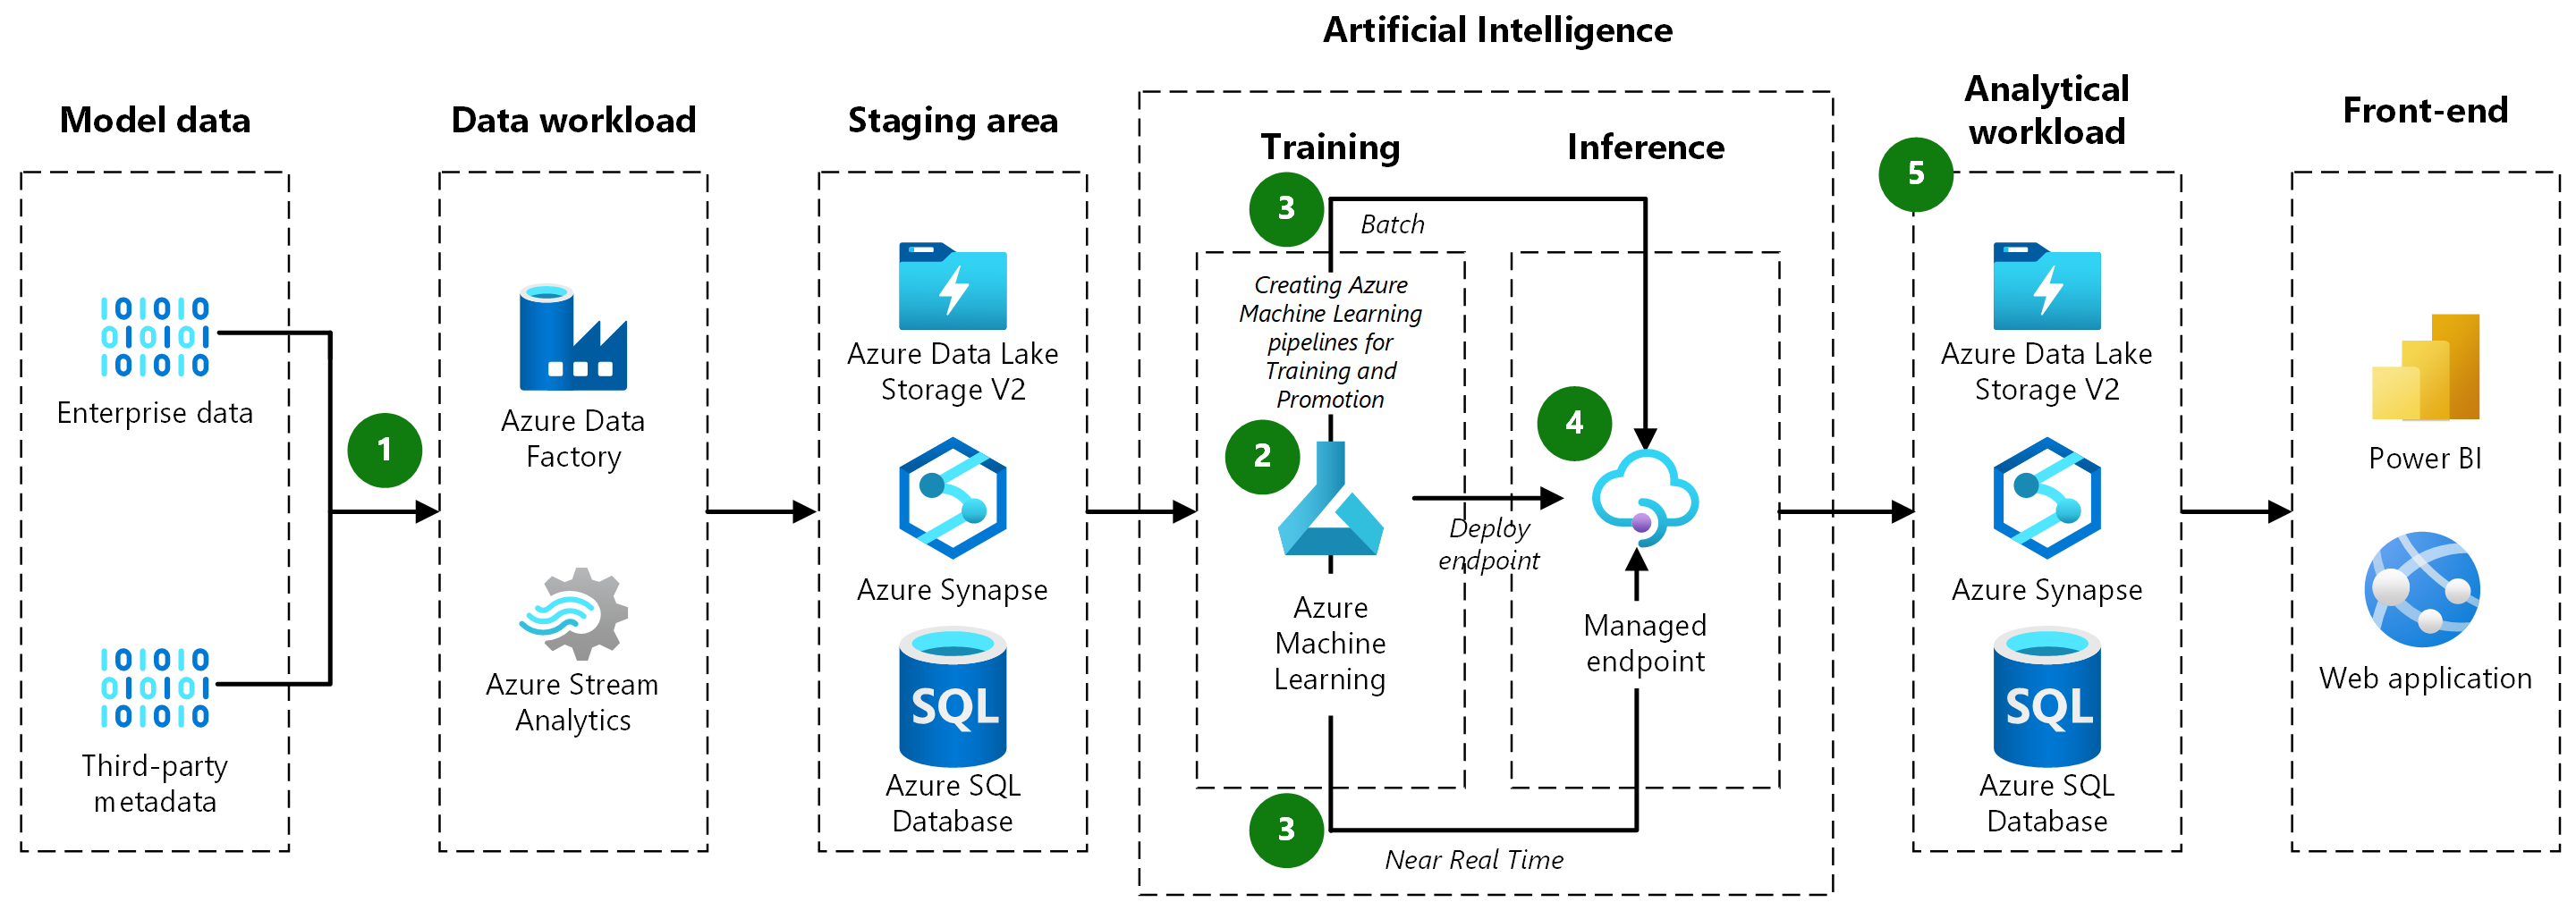 Artificial Intelligence
Model data
Data workload
Staging area
Training
Inference
Analytical
workload
Front-end
Enterprise data
Third-party
metadata
1
Azure Data
Factory
Azure Stream
Analytics
Azure Data Lake
Storage V2
Azure Synapse
SQL
Azure SQL
Database
3
Batch
Creating Azure
Machine Learning
pipelines for
Training and
Promotion
2
Azure
Machine
Learning
Deploy
endpoint
4
Managed
endpoint
3
Near Real Time
5
Azure Data Lake
Storage V2
Azure Synapse
SQL
Azure SQL
Database
Power BI
Web application